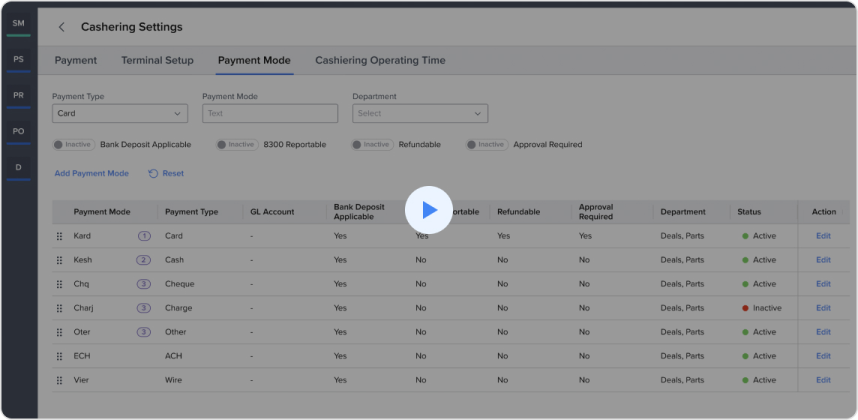 SM
PS
PR
PO
D
Cashering Settings
Payment Terminal Setup Payment Mode Cashiering Operating Time
Payment Type Payment Mode Department
Card Text Select
Inactive Bank Deposit Applicable Inactive 8300 Reportable Inactive Refundable Inactive Approval Required
Add Payment Mode Reset
Payment Mode Payment Type GL Account Bank Deposit Applicable ortable Refundable Approval Required Department Status Action
Kard 1 Card - Yes Yes Yes Yes Deals, Parts Active Edit
Kesh 2 Cash - Yes No No No Deals, Parts Active Edit
Chq 3 Cheque - Yes No No No Deals, Parts Active Edit
Charj 3 Charge - Yes No No No Deals, Parts Inactive Edit
Oter 3 Other - Yes No No No Deals, Parts Active Edit
ECH ACH - Yes No No No Deals, Parts Active Edit
Vier Wire - Yes No No No Deals, Parts Active Edit